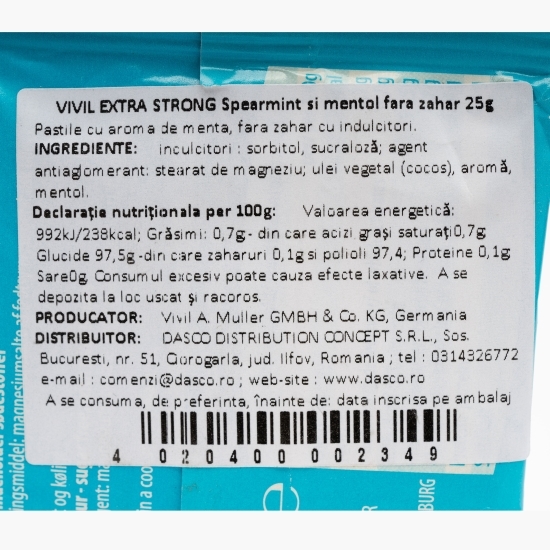 VIVIL EXTRA STRONG Spearmint si mentol fara zahar 25g
Pastile cu aroma de menta, fara zahar cu indulcitori.
INGREDIENTE: inculcitori : sorbitol, sucraloză; agent
antiaglomerant: stearat de magneziu; ulei vegetal (cocos), aromă,
mentol.
Declarație nutriționala per 100g: Valoarea energetică:
992kJ/238kcal; Grăsimi: 0,7g- din care acizi grași saturați0,7g
Glucide 97,5g -din care zaharuri 0,1g si polioli 97,4; Proteine 0,1g
Sare0g. Consumul excesiv poate cauza efecte laxative. A se
depozita la loc uscat și racoros.
PRODUCATOR: Vivil A. Muller GMBH & Co. KG, Germania
DISTRIBUITOR: DASCO DISTRIBUTION CONCEPT S.R.L., Sos.
Bucuresti, nr. 51, Ciorogarla, jud. Ilfov, Romania ; tel : 0314326772
e-mail : comenzi@dasco.ro ; web-site : www.dasco.ro
A se consuma, de preferinta, înainte de: data inscrisa pe ambalaj
4 020400 002349
BURG